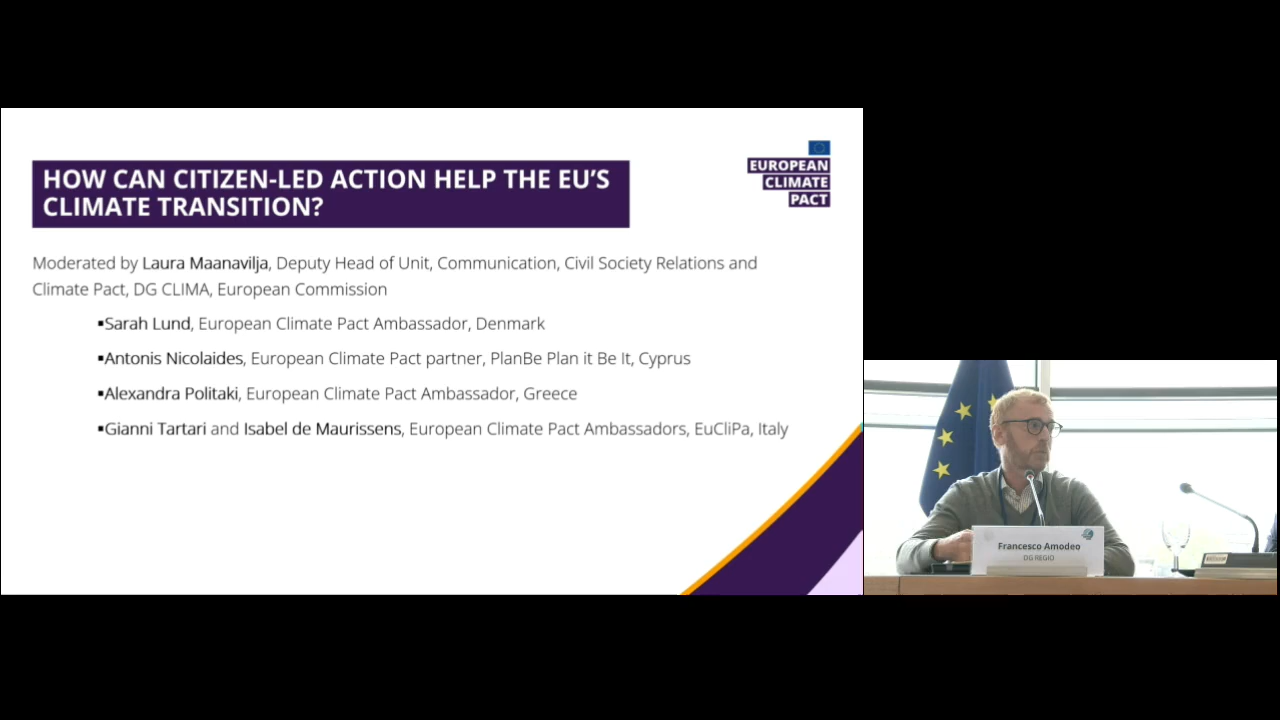 HOW CAN CITIZEN-LED ACTION HELP THE EU'S
CLIMATE TRANSITION?
EUROPEAN
CLIMATE
PACT
Moderated by Laura Maanavilja, Deputy Head of Unit, Communication, Civil Society Relations and
Climate Pact, DG CLIMA, European Commission
▪Sarah Lund, European Climate Pact Ambassador, Denmark
▪Antonis Nicolaides, European Climate Pact partner, PlanBe Plan it Be It, Cyprus
▪Alexandra Politaki, European Climate Pact Ambassador, Greece
▪Gianni Tartari and Isabel de Maurissens, European Climate Pact Ambassadors, EuCliPa, Italy
Francesco Amodeo
DG REGIO